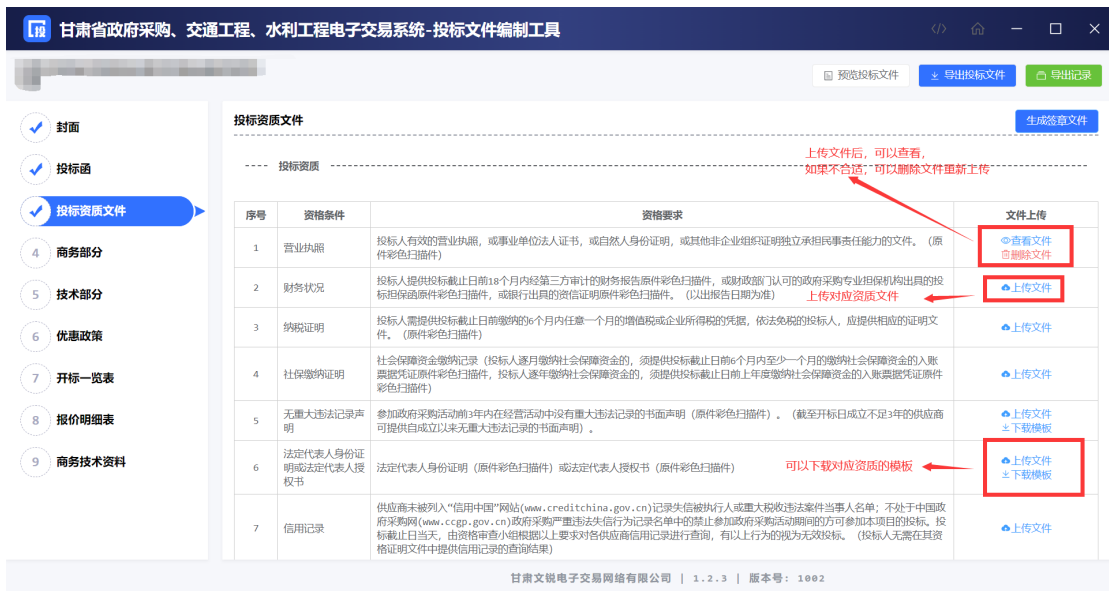 投 甘肃省政府采购、交通工程、水利工程电子交易系统-投标文件编制工具
预览投标文件 导出投标文件 导出记录
封面
投标函
投标资质文件
4 商务部分
5 技术部分
6 优惠政策
7 开标一览表
8 报价明细表
9 商务技术资料
投标资质文件 生成签章文件
投标资质
上传文件后，可以查看，
如果不合适，可以删除文件重新上传
序号 资格条件 资格要求 文件上传
1 营业执照
投标人有效的营业执照，或事业单位法人证书，或自然人身份证明，或其他非企业组织证明独立承担民事责任能力的文件。（原
件彩色扫描件）
查看文件
删除文件
2 财务状况
投标人提供投标截止日前18个月内经第三方审计的财务报告原件彩色扫描件，或财政部门认可的政府采购专业担保机构出具的投
标担保函原件彩色扫描件，或银行出具的资信证明原件彩色扫描件。（以出报告日期为准）
上传对应资质文件
上传文件
3 纳税证明
投标人需提供投标截止日前缴纳的6个月内任意一个月的增值税或企业所得税的凭据，依法免税的投标人，应提供相应的证明文
件。（原件彩色扫描件）
上传文件
4 社保缴纳证明
社会保障资金缴纳记录（投标人逐月缴纳社会保障资金的，须提供投标截止日前6个月内至少一个月的缴纳社会保障资金的入账
票据凭证原件彩色扫描件，投标人逐年缴纳社会保障资金的，须提供投标截止日前上年度缴纳社会保障资金的入账票据凭证原件
彩色扫描件）
上传文件
5 无重大违法记录声
明
参加政府采购活动前3年内在经营活动中没有重大违法记录的书面声明（原件彩色扫描件）。（截至开标日成立不足3年的供应商
可提供自成立以来无重大违法记录的书面声明）。
上传文件
下载模板
6 法定代表人身份证
明或法定代表人授
权书
法定代表人身份证明（原件彩色扫描件）或法定代表人授权书（原件彩色扫描件）
可以下载对应资质的模板
上传文件
下载模板
7 信用记录
供应商未被列入“信用中国”网站(www.creditchina.gov.cn)记录失信被执行人或重大税收违法案件当事人名单；不处于中国政
府采购网(www.ccgp.gov.cn)政府采购严重违法失信行为记录名单中的禁止参加政府采购活动期间的方可参加本项目的投标。投
标截止日当天，由资格审查小组根据以上要求对各供应商信用记录进行查询，有以上行为的视为无效投标。（投标人无需在其资
格证明文件中提供信用记录的查询结果）
上传文件
甘肃文锐电子交易网络有限公司 | 1.2.3 | 版本号: 1002